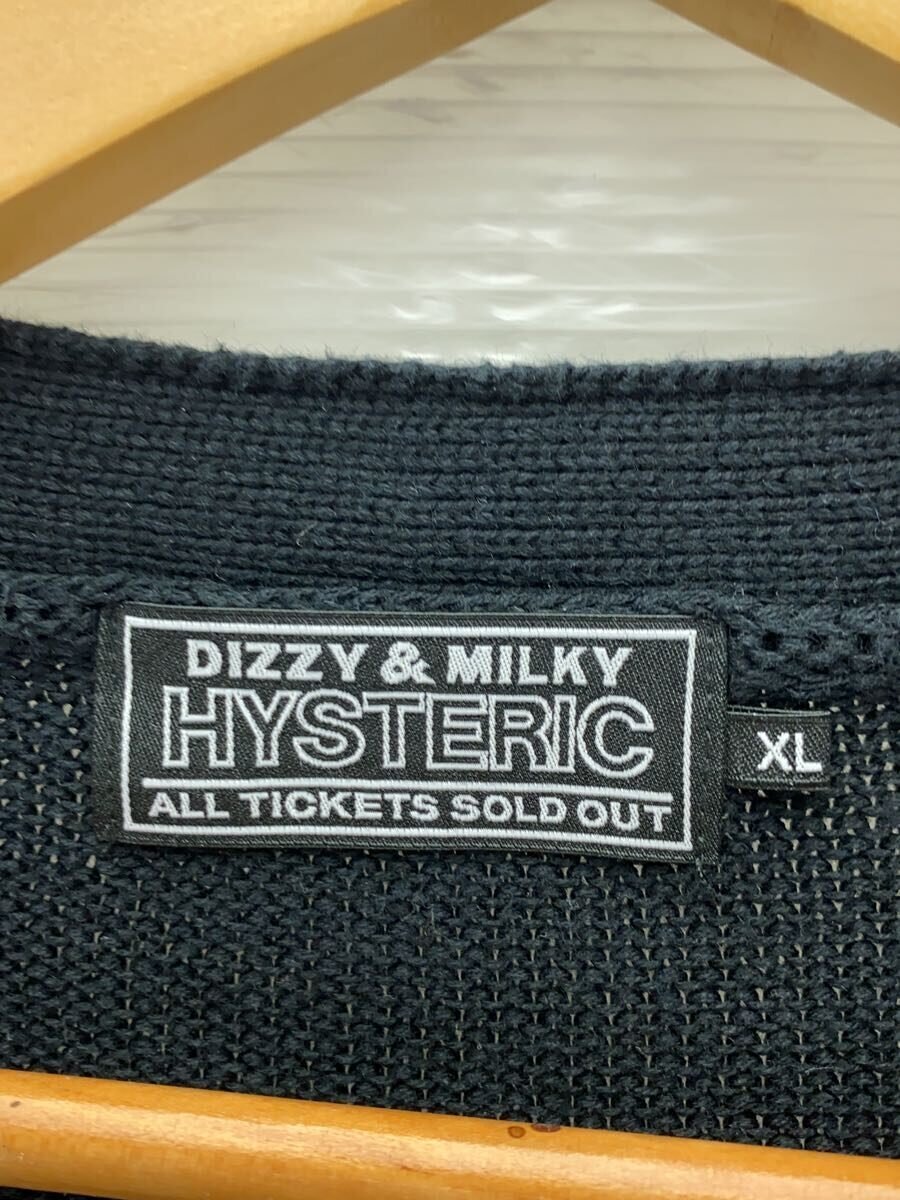 DIZZY & MILKY
HYSTERIC
ALL TICKETS SOLD OUT
XL